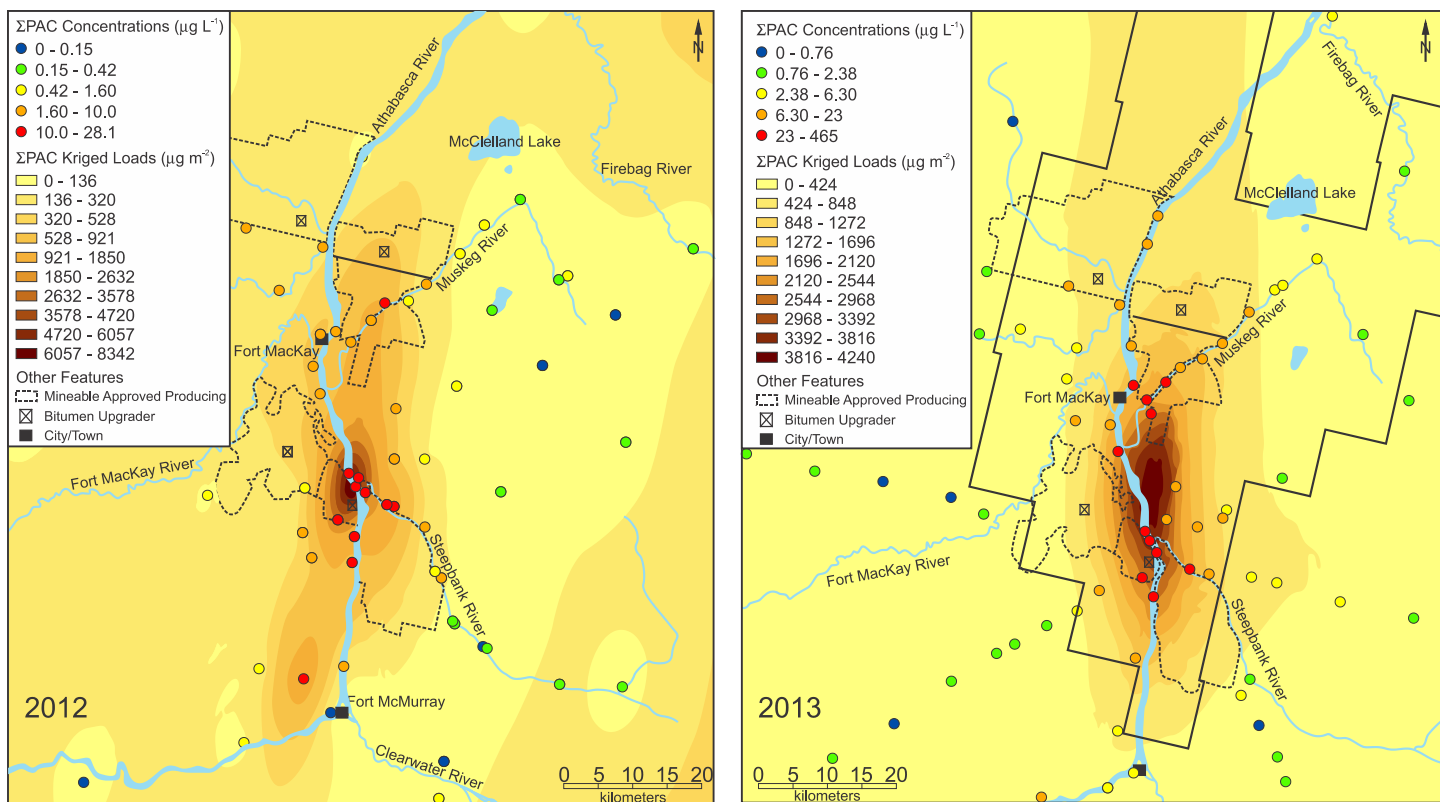 ΣPAC Concentrations (µg L⁻¹)
0 - 0.15
0.15 - 0.42
0.42 - 1.60
1.60 - 10.0
10.0 - 28.1
ΣPAC Kriged Loads (µg m⁻²)
0 - 136
136 - 320
320 - 528
528 - 921
921 - 1850
1850 - 2632
2632 - 3578
3578 - 4720
4720 - 6057
6057 - 8342
Other Features
Mineable Approved Producing
Bitumen Upgrader
City/Town
N
Athabasca River
McClelland Lake
Firebag River
Muskeg River
Fort MacKay
Fort MacKay River
Steepbank River
Fort McMurray
Clearwater River
2012
0 5 10 15 20
kilometers
ΣPAC Concentrations (µg L⁻¹)
0 - 0.76
0.76 - 2.38
2.38 - 6.30
6.30 - 23
23 - 465
ΣPAC Kriged Loads (µg m⁻²)
0 - 424
424 - 848
848 - 1272
1272 - 1696
1696 - 2120
2120 - 2544
2544 - 2968
2968 - 3392
3392 - 3816
3816 - 4240
Other Features
Mineable Approved Producing
Bitumen Upgrader
City/Town
N
Firebag River
Athabasca River
McClelland Lake
Muskeg River
Fort MacKay
Fort MacKay River
Steepbank River
2013
0 5 10 15 20
kilometers